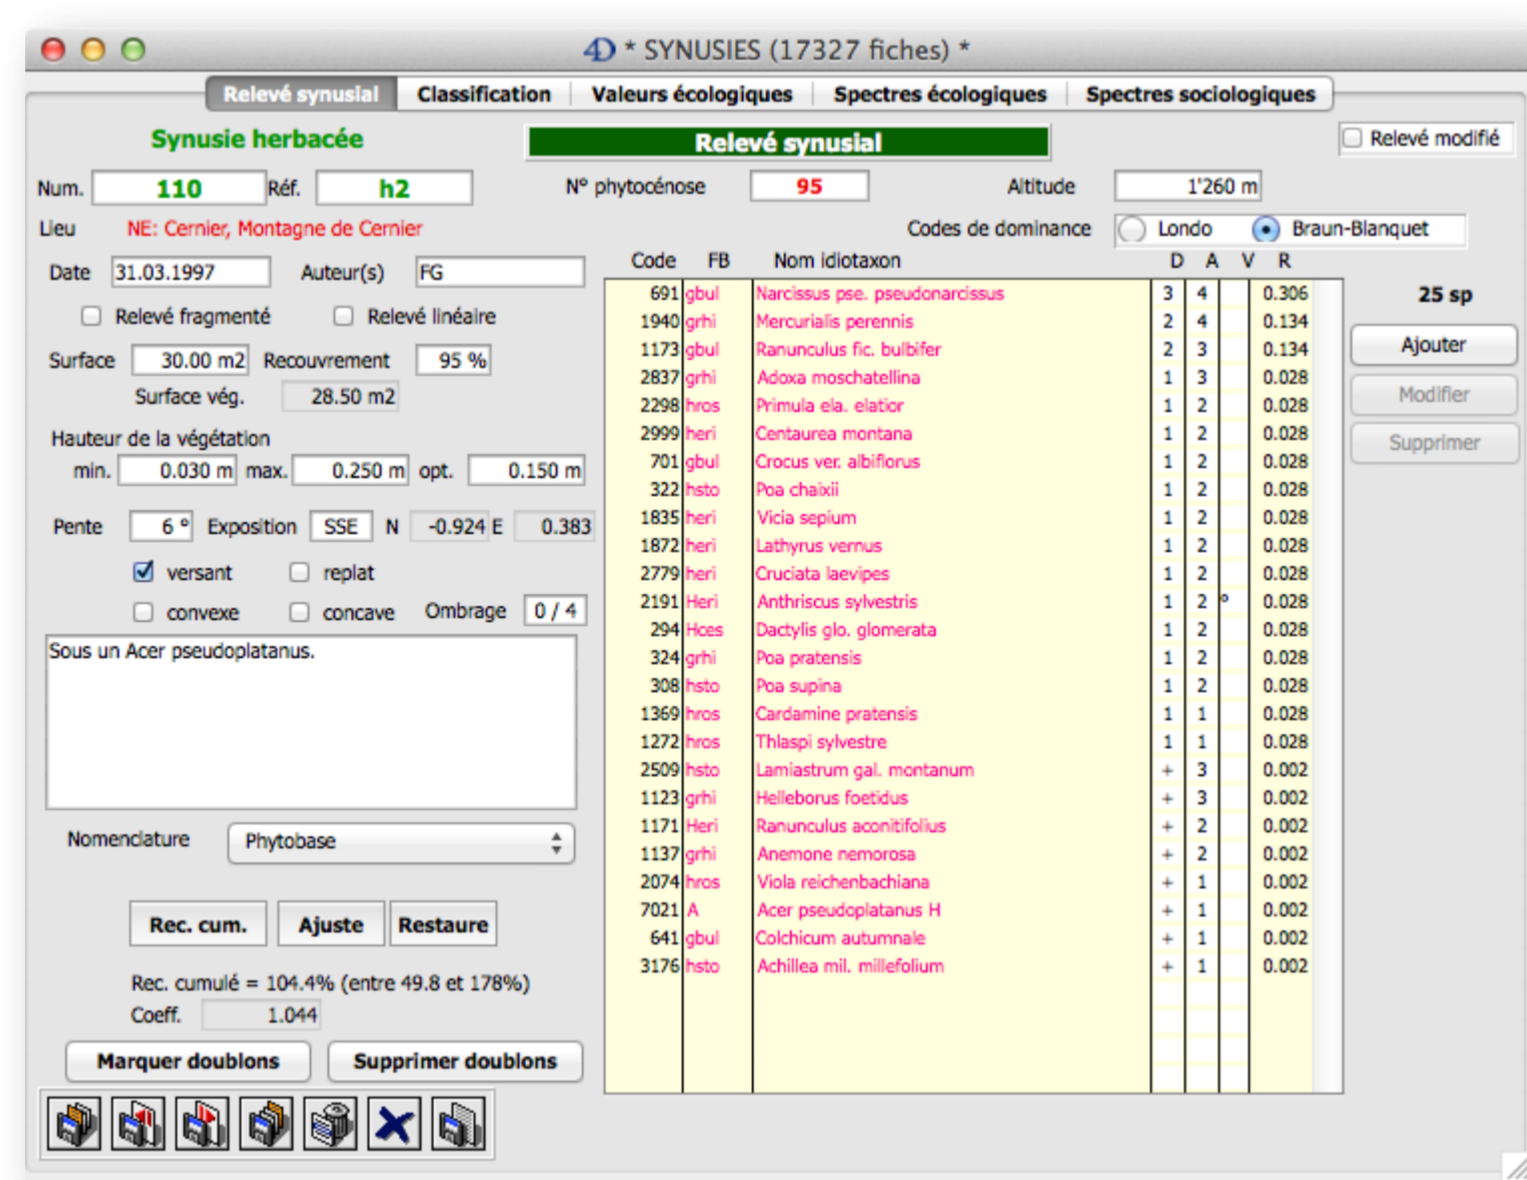 4D * SYNUSIES (17327 fiches) *
Relevé synusial Classification Valeurs écologiques Spectres écologiques Spectres sociologiques
Synusie herbacée Relevé synusial Relevé modifié
Num. 110 Réf. h2 N° phytocénose 95 Altitude 1'260 m
Lieu NE: Cernier, Montagne de Cernier Codes de dominance Londo Braun-Blanquet
Date 31.03.1997 Auteur(s) FG
Relevé fragmenté Relevé linéaire
Surface 30.00 m2 Recouvrement 95 %
Surface vég. 28.50 m2
Hauteur de la végétation
min. 0.030 m max. 0.250 m opt. 0.150 m
Pente 6 ° Exposition SSE N -0.924 E 0.383
versant replat
convexe concave Ombrage 0 / 4
Sous un Acer pseudoplatanus.
Nomenclature Phytobase
Rec. cum. Ajuste Restaure
Rec. cumulé = 104.4% (entre 49.8 et 178%)
Coeff. 1.044
Marquer doublons Supprimer doublons
Code FB Nom idiotaxon D A V R
691 gbul Narcissus pse. pseudonarcissus 3 4 0.306
1940 grhi Mercurialis perennis 2 4 0.134
1173 gbul Ranunculus fic. bulbifer 2 3 0.134
2837 grhi Adoxa moschatellina 1 3 0.028
2298 hros Primula ela. elatior 1 2 0.028
2999 heri Centaurea montana 1 2 0.028
701 gbul Crocus ver. albiflorus 1 2 0.028
322 hsto Poa chaixii 1 2 0.028
1835 heri Vicia sepium 1 2 0.028
1872 heri Lathyrus vernus 1 2 0.028
2779 heri Cruciata laevipes 1 2 0.028
2191 Heri Anthriscus sylvestris 1 2 ° 0.028
294 Hces Dactylis glo. glomerata 1 2 0.028
324 grhi Poa pratensis 1 2 0.028
308 hsto Poa supina 1 2 0.028
1369 hros Cardamine pratensis 1 1 0.028
1272 hros Thlaspi sylvestre 1 1 0.028
2509 hsto Lamiastrum gal. montanum + 3 0.002
1123 grhi Helleborus foetidus + 3 0.002
1171 Heri Ranunculus aconitifolius + 2 0.002
1137 grhi Anemone nemorosa + 2 0.002
2074 hros Viola reichenbachiana + 1 0.002
7021 A Acer pseudoplatanus H + 1 0.002
641 gbul Colchicum autumnale + 1 0.002
3176 hsto Achillea mil. millefolium + 1 0.002
25 sp
Ajouter
Modifier
Supprimer